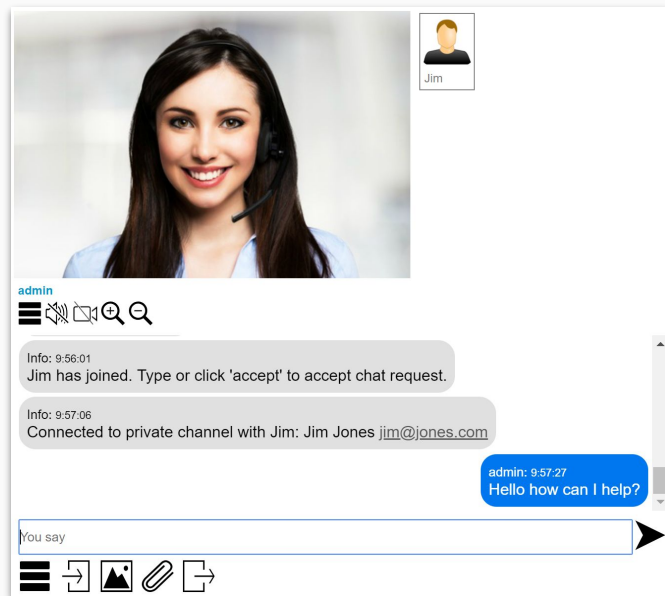 Jim
admin
Info: 9:56:01
Jim has joined. Type or click 'accept' to accept chat request.
Info: 9:57:06
Connected to private channel with Jim: Jim Jones jim@jones.com
admin: 9:57:27
Hello how can I help?
You say